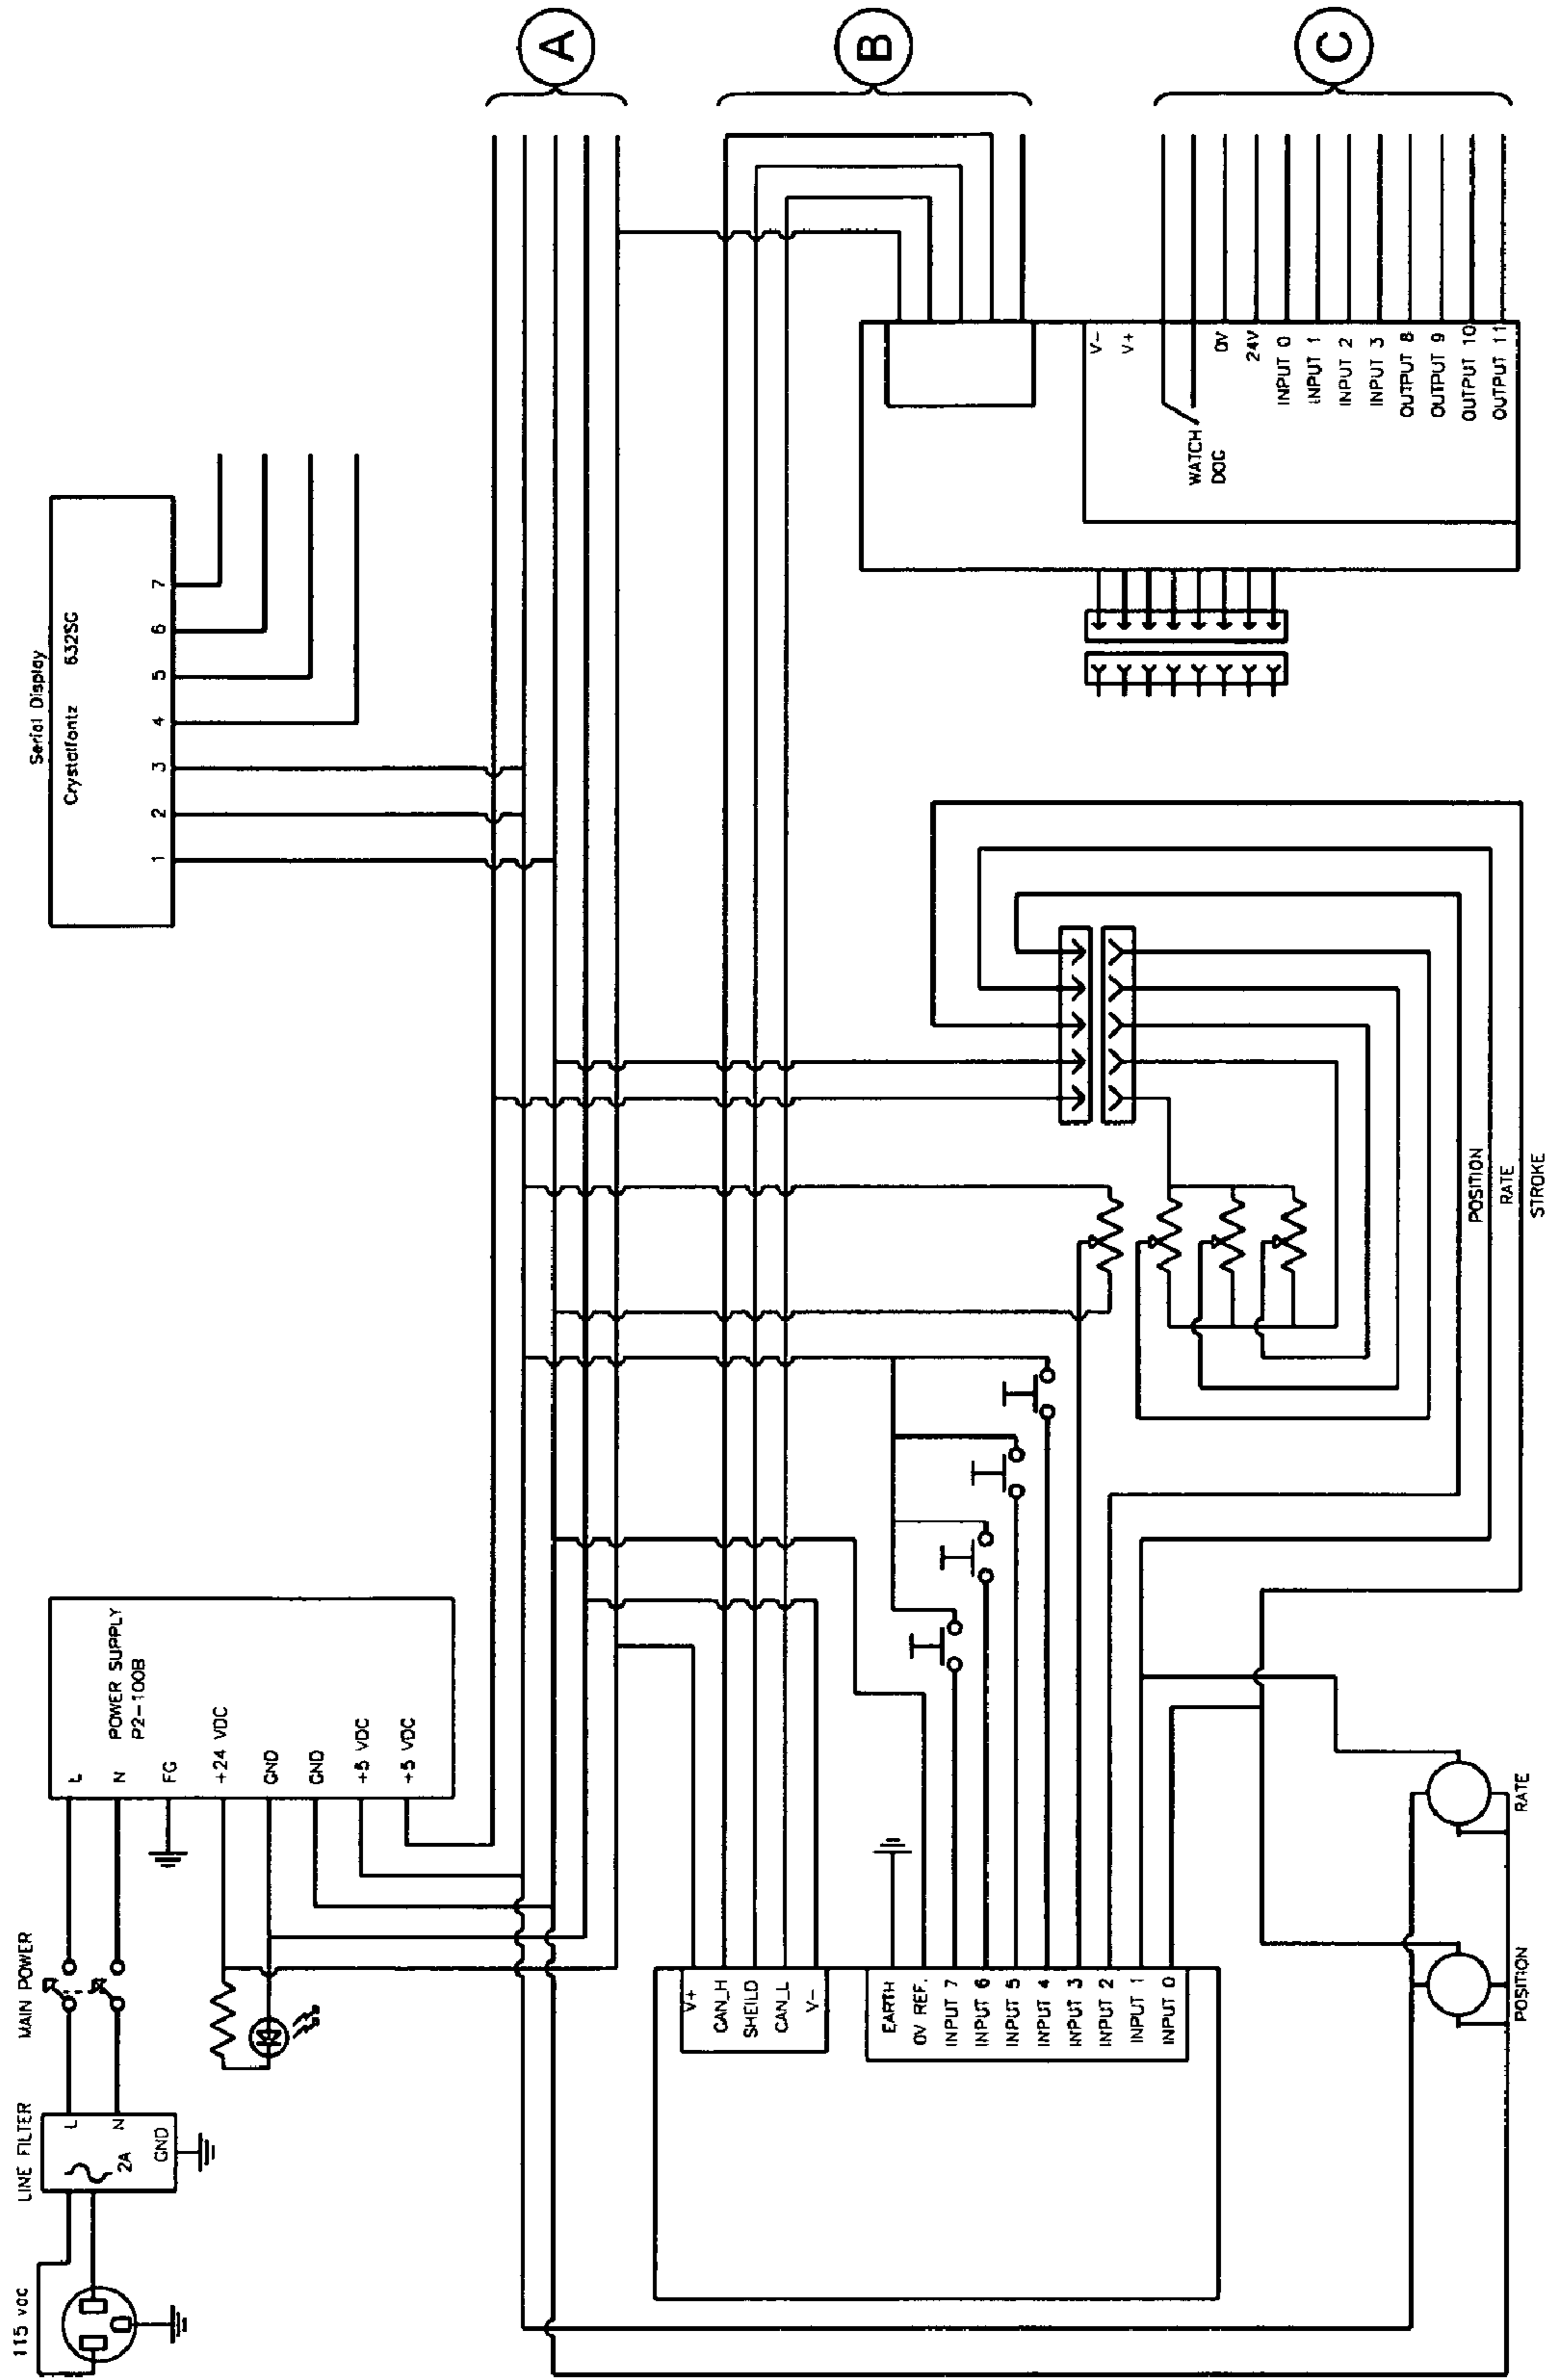 115 vac
LINE FILTER
L
N
2A
GND
MAIN POWER
L
N
FG
+24 VDC
GND
GND
+5 VDC
+5 VDC
POWER SUPPLY
P2-100B
Serial Display
Crystalfontz 632SG
1
2
3
4
5
6
7
A
B
C
V+
CAN_H
SHEILD
CAN_L
V-
EARTH
0V REF.
INPUT 7
INPUT 6
INPUT 5
INPUT 4
INPUT 3
INPUT 2
INPUT 1
INPUT 0
POSITION
RATE
POSITION
RATE
STROKE
V-
V+
WATCH
DOG
0V
24V
INPUT 0
INPUT 1
INPUT 2
INPUT 3
OUTPUT 8
OUTPUT 9
OUTPUT 10
OUTPUT 11